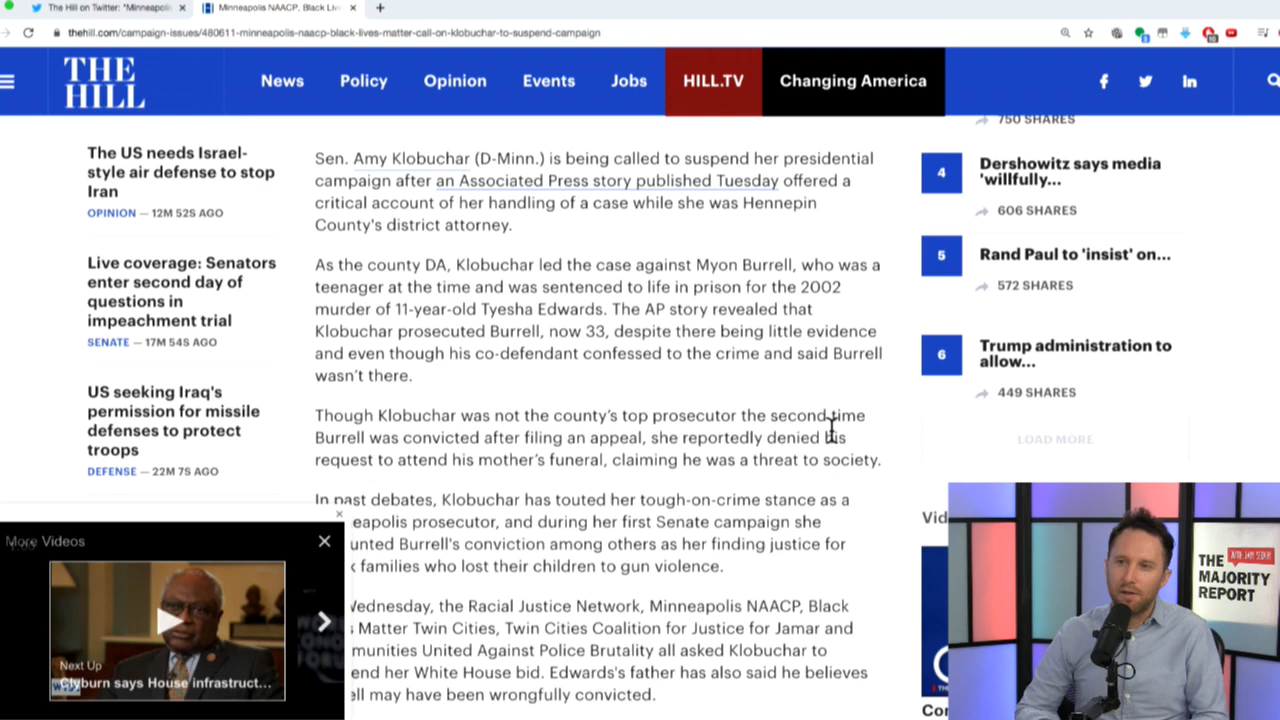 The Hill on Twitter: "Minneapolis
Minneapolis NAACP, Black Liv
thehill.com/campaign-issues/480611-minneapolis-naacp-black-lives-matter-call-on-klobuchar-to-suspend-campaign
THE
HILL
News
Policy
Opinion
Events
Jobs
HILL.TV
Changing America
The US needs Israel-
style air defense to stop
Iran
OPINION — 12M 52S AGO
Live coverage: Senators
enter second day of
questions in
impeachment trial
SENATE — 17M 54S AGO
US seeking Iraq's
permission for missile
defenses to protect
troops
DEFENSE — 22M 7S AGO
Sen. Amy Klobuchar (D-Minn.) is being called to suspend her presidential
campaign after an Associated Press story published Tuesday offered a
critical account of her handling of a case while she was Hennepin
County's district attorney.
As the county DA, Klobuchar led the case against Myon Burrell, who was a
teenager at the time and was sentenced to life in prison for the 2002
murder of 11-year-old Tyesha Edwards. The AP story revealed that
Klobuchar prosecuted Burrell, now 33, despite there being little evidence
and even though his co-defendant confessed to the crime and said Burrell
wasn't there.
Though Klobuchar was not the county's top prosecutor the second time
Burrell was convicted after filing an appeal, she reportedly denied his
request to attend his mother's funeral, claiming he was a threat to society.
In past debates, Klobuchar has touted her tough-on-crime stance as a
eapolis prosecutor, and during her first Senate campaign she
unted Burrell's conviction among others as her finding justice for
k families who lost their children to gun violence.
Wednesday, the Racial Justice Network, Minneapolis NAACP, Black
s Matter Twin Cities, Twin Cities Coalition for Justice for Jamar and
munities United Against Police Brutality all asked Klobuchar to
end her White House bid. Edwards's father has also said he believes
ell may have been wrongfully convicted.
750 SHARES
4
Dershowitz says media
'willfully...
606 SHARES
5
Rand Paul to 'insist' on...
572 SHARES
6
Trump administration to
allow...
449 SHARES
LOAD MORE
Vid
Con
More Videos
Next Up
Clyburn says House infrastruct...
THE
WITH SAM SEDER
MAJORITY
REPORT